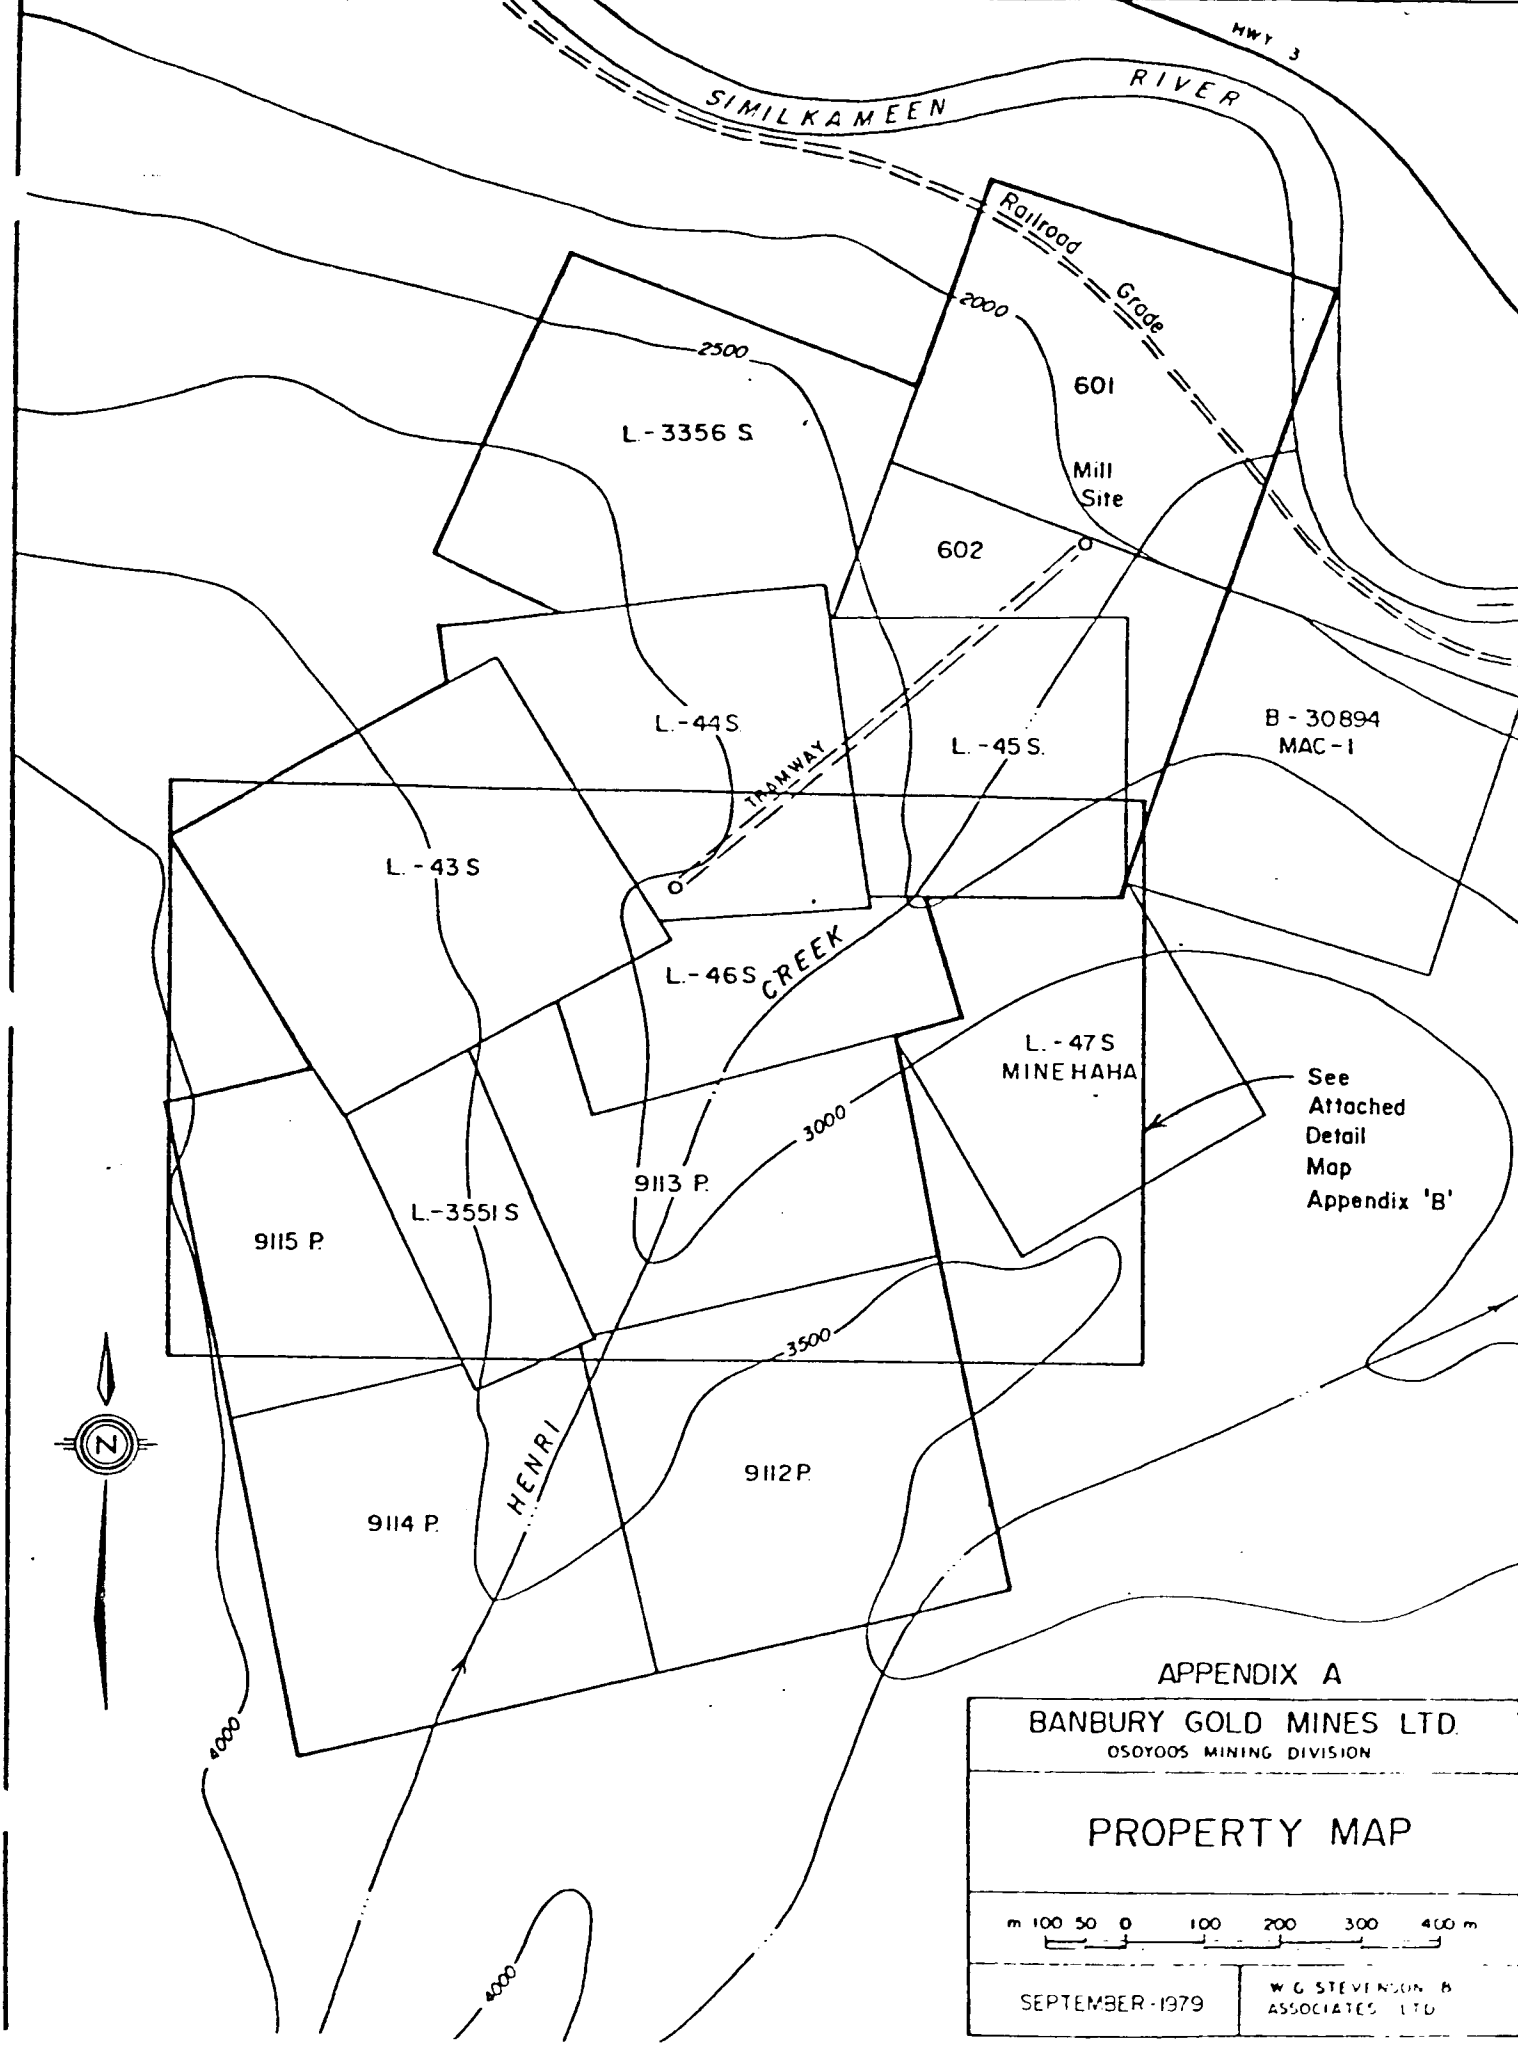 HWY 3
SIMILKAMEEN RIVER
Railroad Grade
2000
2500
601
L.-3356 S.
Mill
Site
602
B-30894
MAC-1
L.-44 S.
L.-45 S.
TRAMWAY
L.-43 S
L.-46 S
CREEK
L.-47 S
MINEHAHA
See
Attached
Detail
Map
Appendix 'B'
3000
9113 P.
L.-3551 S
9115 P.
3500
N
HENRI
9112 P.
9114 P.
4000
4000
APPENDIX A
BANBURY GOLD MINES LTD.
OSOYOOS MINING DIVISION
PROPERTY MAP
m 100 50 0 100 200 300 400 m
SEPTEMBER-1979
W G STEVENSON &
ASSOCIATES LTD